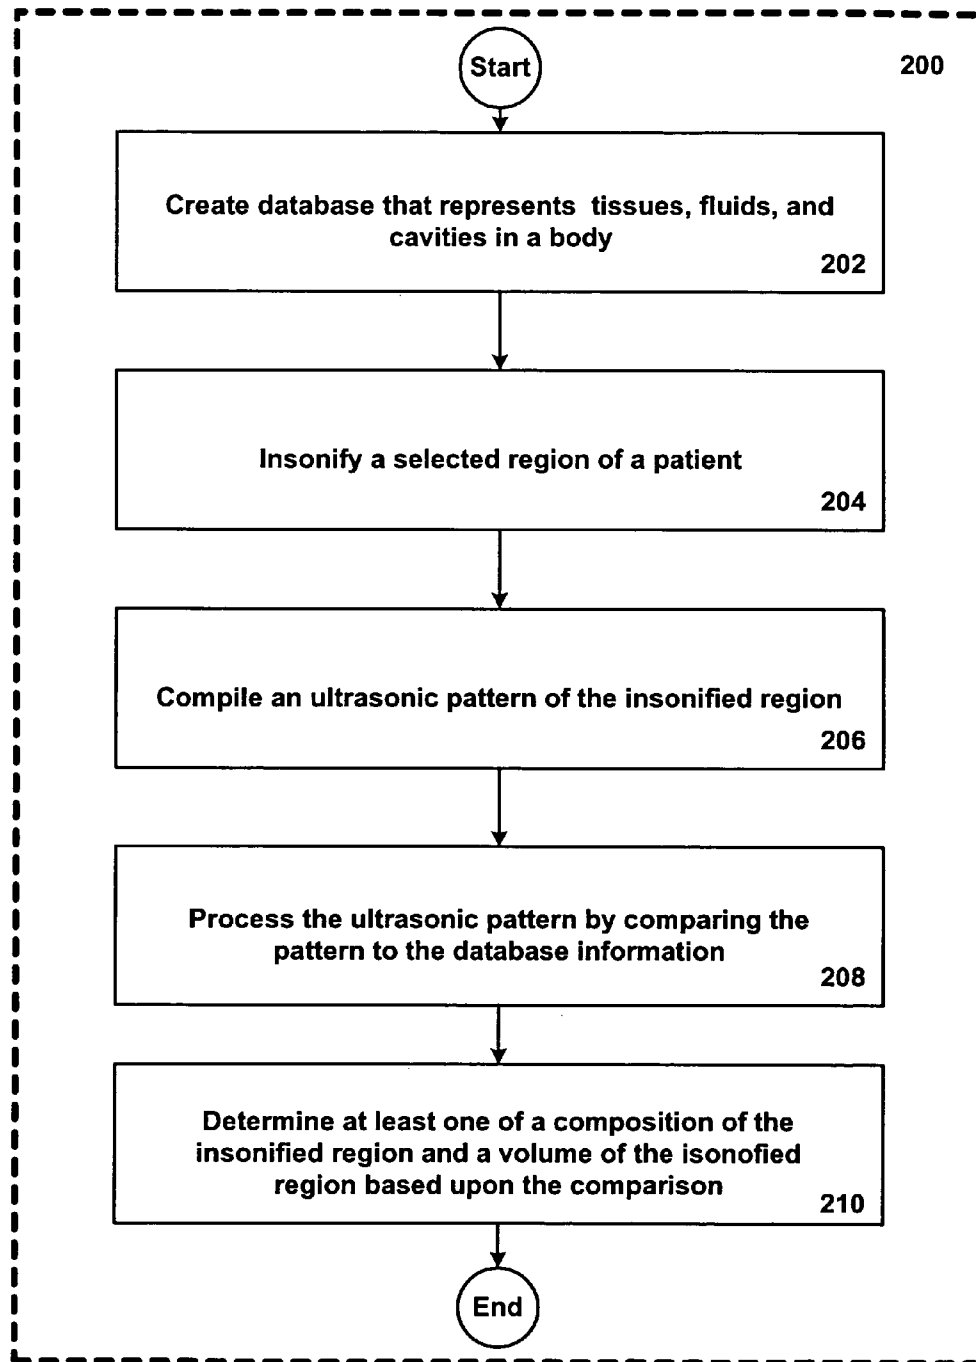 Start
200
Create database that represents tissues, fluids, and
cavities in a body
202
Insonify a selected region of a patient
204
Compile an ultrasonic pattern of the insonified region
206
Process the ultrasonic pattern by comparing the
pattern to the database information
208
Determine at least one of a composition of the
insonified region and a volume of the isonofied
region based upon the comparison
210
End